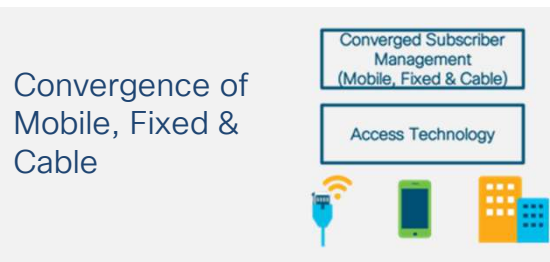 Convergence of
Mobile, Fixed &
Cable
Converged Subscriber
Management
(Mobile, Fixed & Cable)
Access Technology